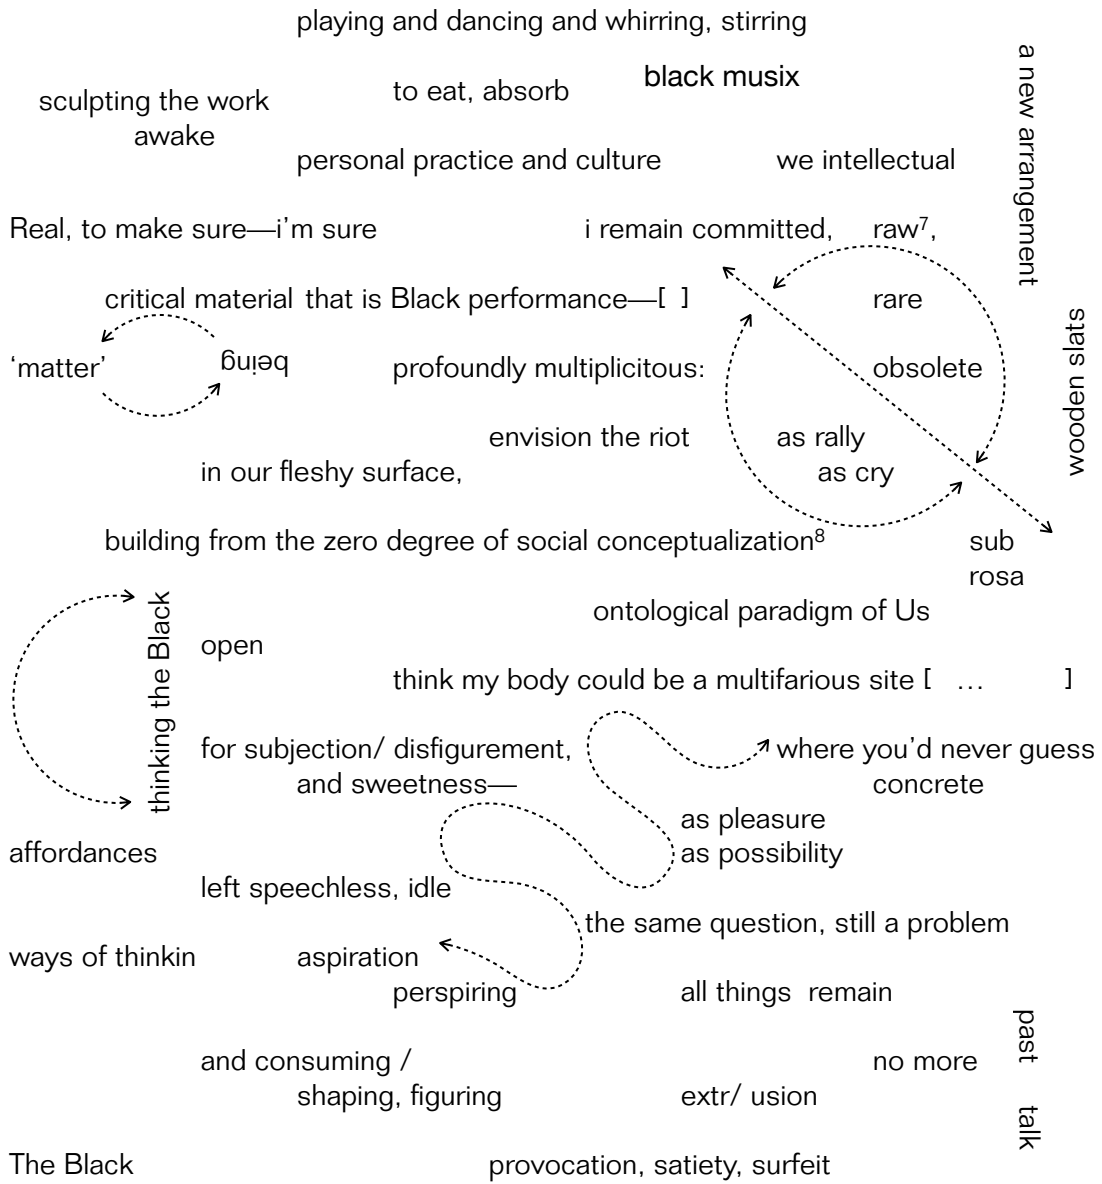 playing and dancing and whirring, stirring
black musix
to eat, absorb
sculpting the work
awake
a new arrangement
personal practice and culture
we intellectual
Real, to make sure—i'm sure
i remain committed,
raw⁷,
critical material that is Black performance—[ ]
rare
'matter'
being
profoundly multiplicitous:
obsolete
wooden slats
envision the riot
as rally
as cry
in our fleshy surface,
building from the zero degree of social conceptualization⁸
sub
rosa
thinking the Black
ontological paradigm of Us
open
think my body could be a multifarious site [ … ]
for subjection/ disfigurement,
and sweetness—
where you'd never guess
concrete
as pleasure
as possibility
affordances
left speechless, idle
the same question, still a problem
ways of thinkin
aspiration
perspiring
all things remain
past talk
and consuming /
no more
shaping, figuring
extr/ usion
The Black
provocation, satiety, surfeit